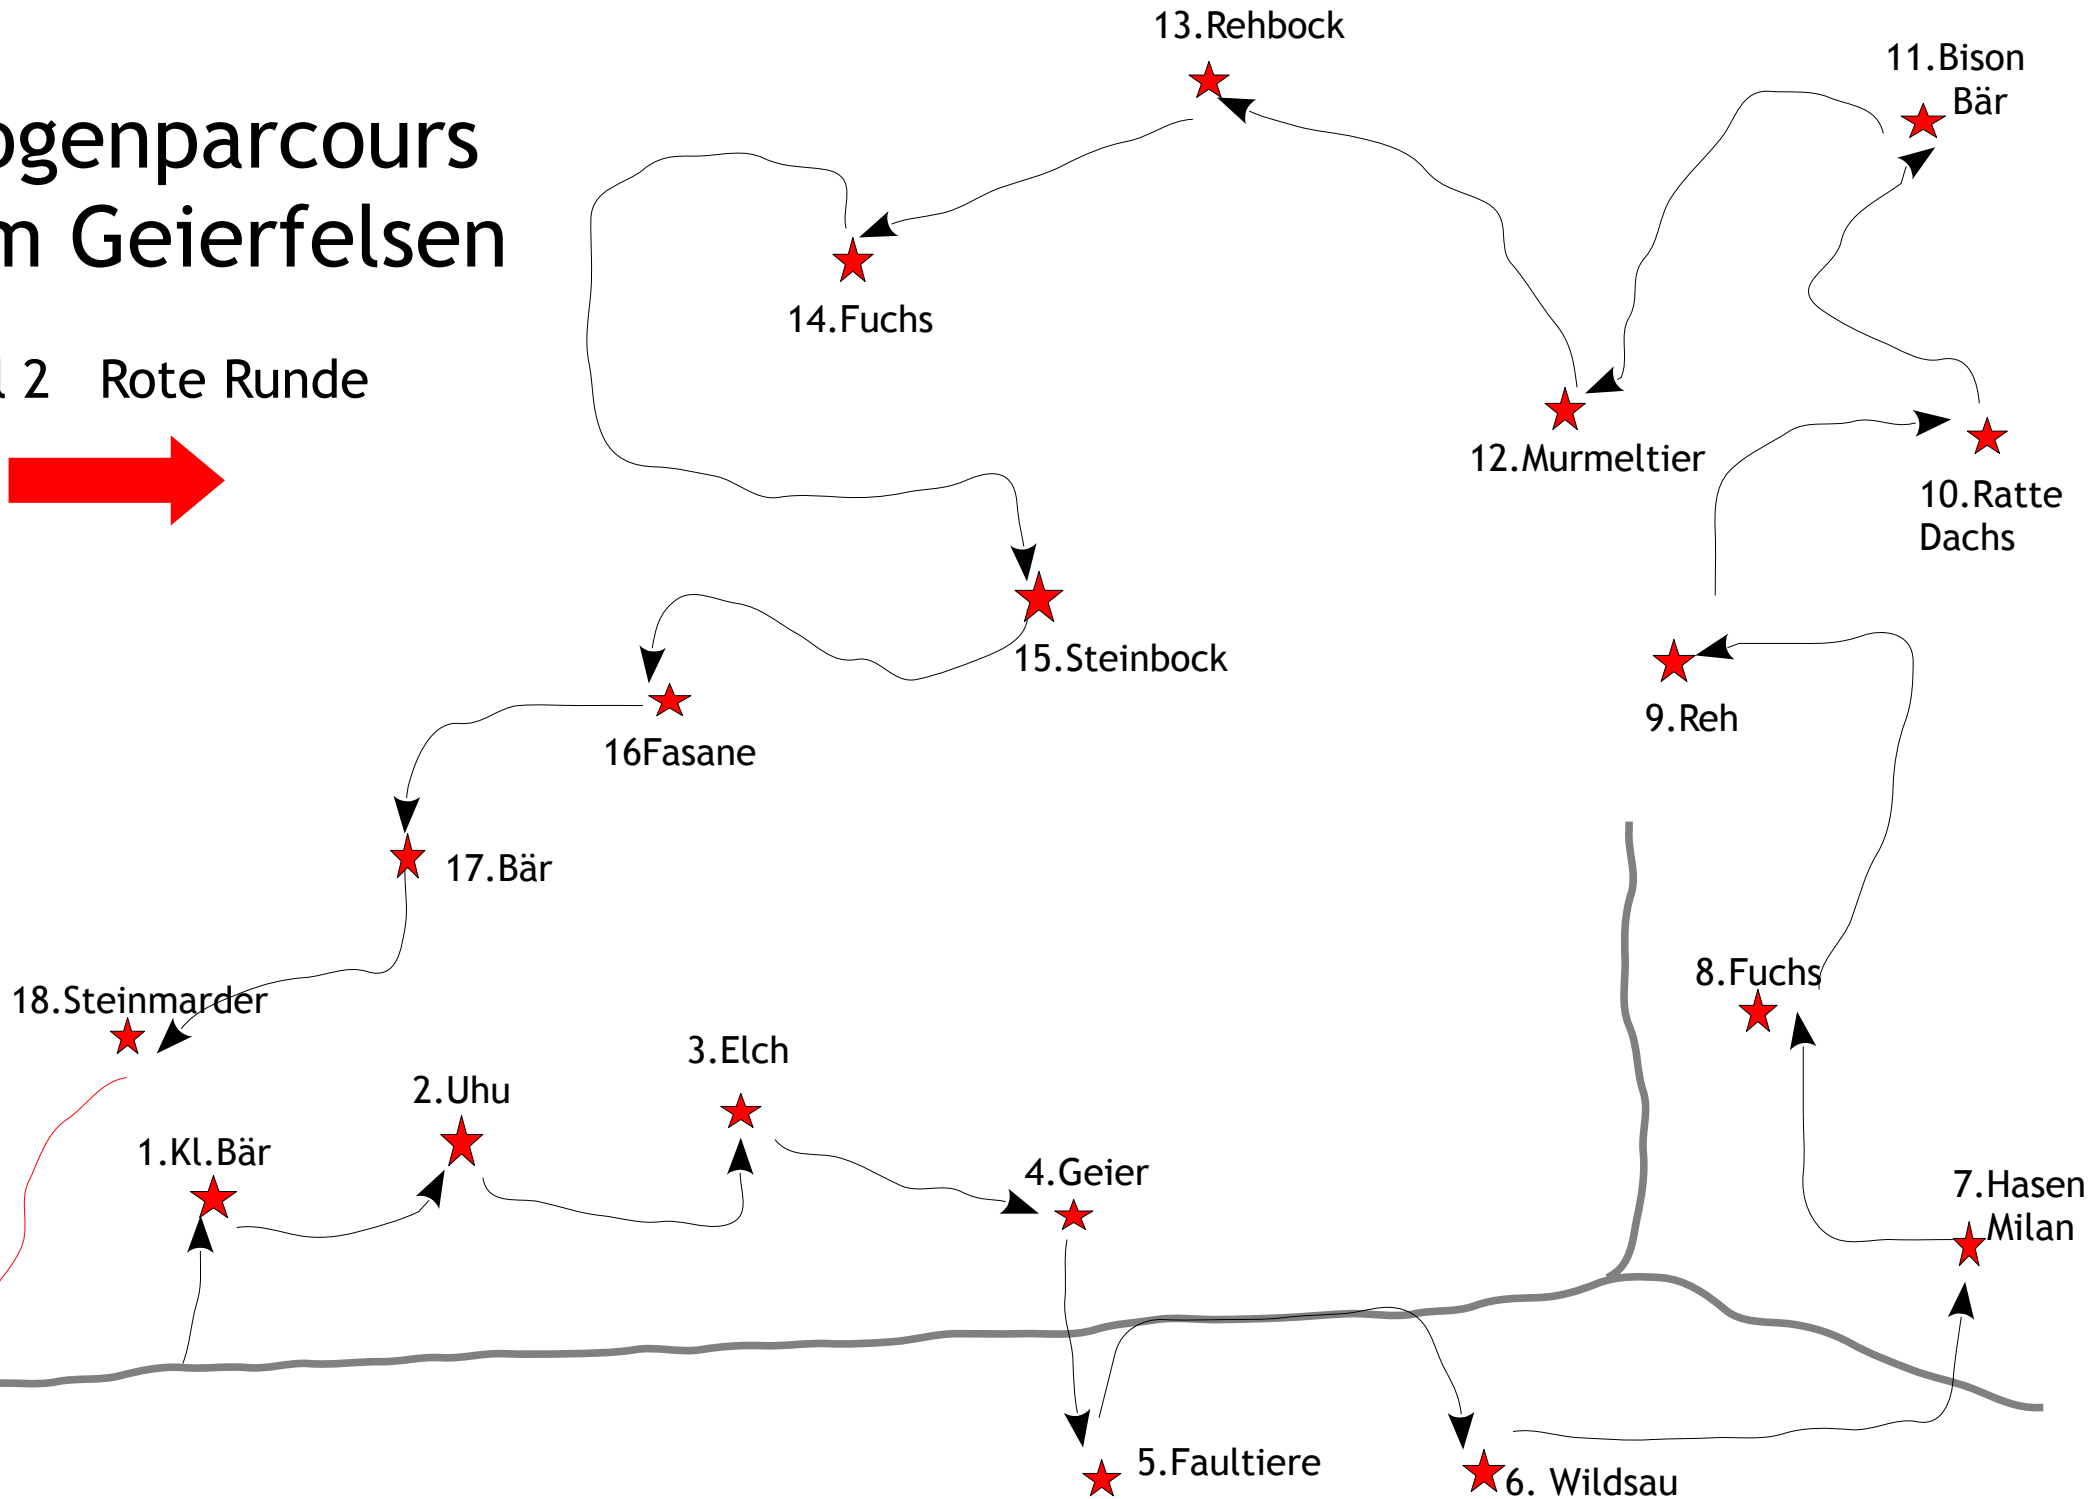 ogenparcours
m Geierfelsen
l 2 Rote Runde
13.Rehbock
11.Bison
Bär
14.Fuchs
12.Murmeltier
10.Ratte
Dachs
15.Steinbock
9.Reh
16Fasane
17.Bär
8.Fuchs
18.Steinmarder
3.Elch
2.Uhu
1.Kl.Bär
4.Geier
7.Hasen
Milan
5.Faultiere
6. Wildsau